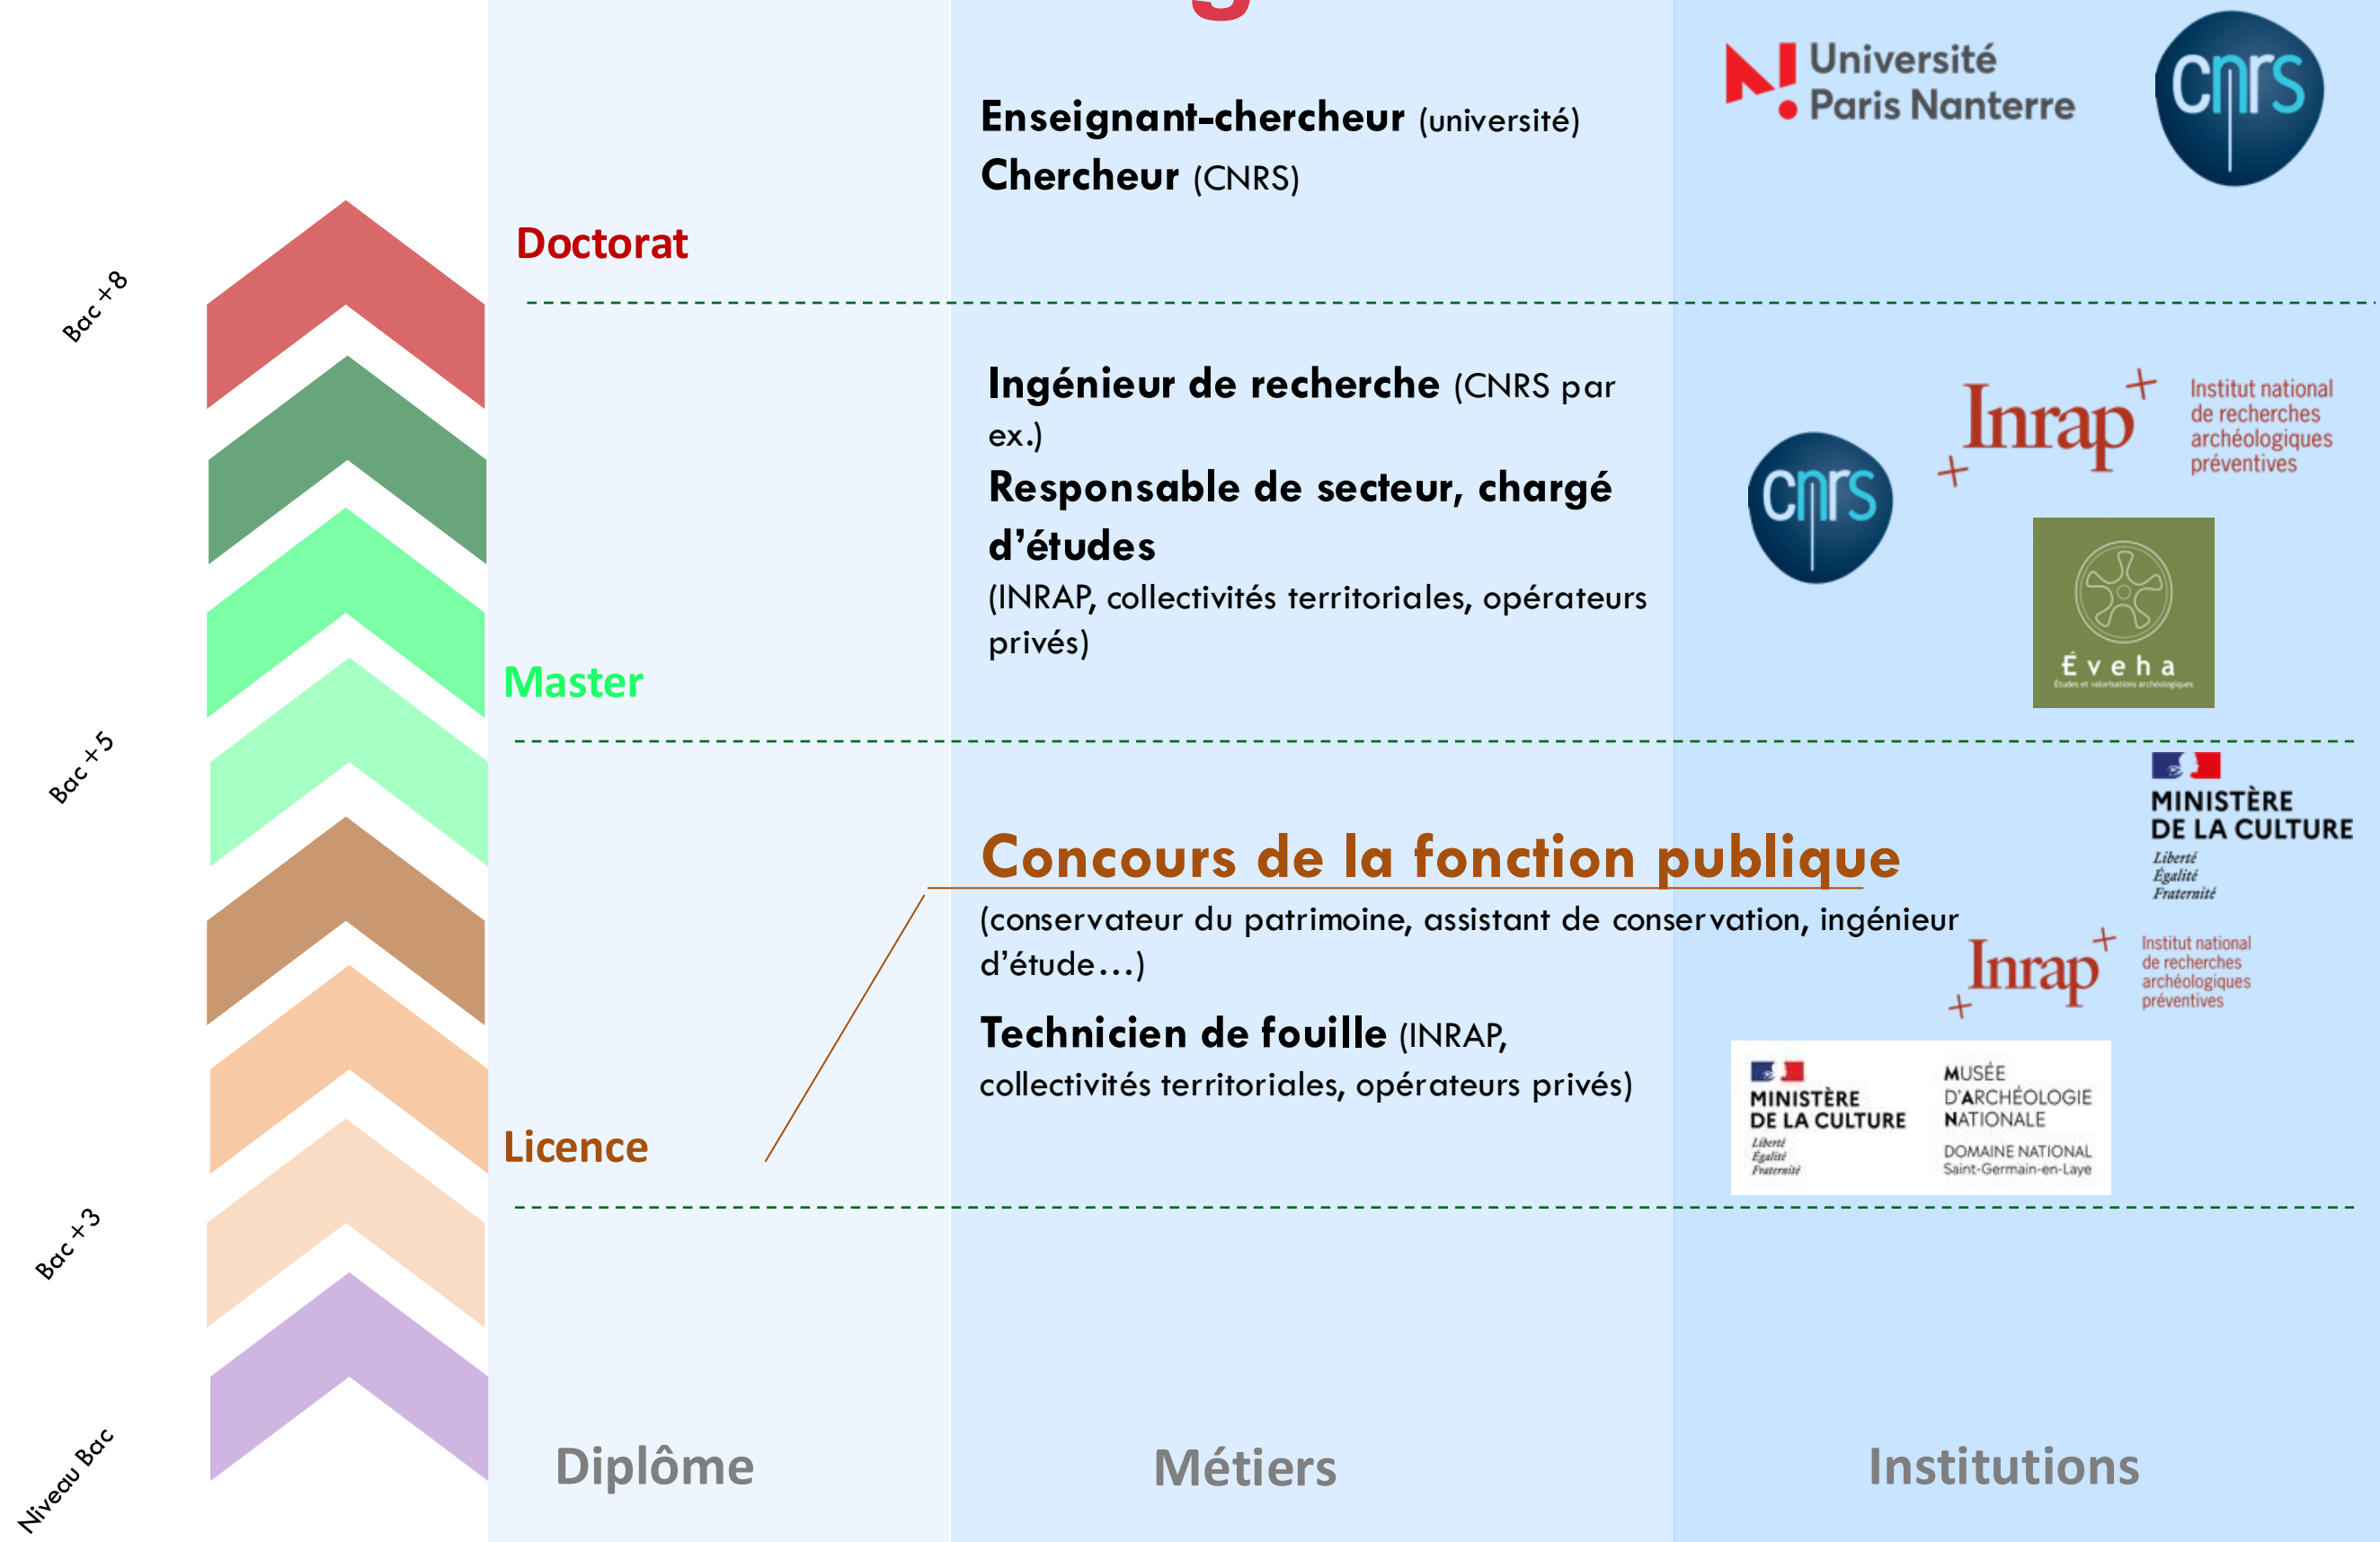 Université
Paris Nanterre
cnrs
Enseignant-chercheur (université)
Chercheur (CNRS)
Doctorat
Bac +8
Ingénieur de recherche (CNRS par
ex.)
Responsable de secteur, chargé
d’études
(INRAP, collectivités territoriales, opérateurs
privés)
cnrs
Inrap
Institut national
de recherches
archéologiques
préventives
Éveha
Études et valorisations archéologiques
Master
Bac +5
Concours de la fonction publique
(conservateur du patrimoine, assistant de conservation, ingénieur
d’étude…)
Technicien de fouille (INRAP,
collectivités territoriales, opérateurs privés)
MINISTÈRE
DE LA CULTURE
Liberté
Égalité
Fraternité
Inrap
Institut national
de recherches
archéologiques
préventives
MINISTÈRE
DE LA CULTURE
Liberté
Égalité
Fraternité
MUSÉE
D'ARCHÉOLOGIE
NATIONALE
DOMAINE NATIONAL
Saint-Germain-en-Laye
Licence
Bac +3
Niveau Bac
Diplôme
Métiers
Institutions